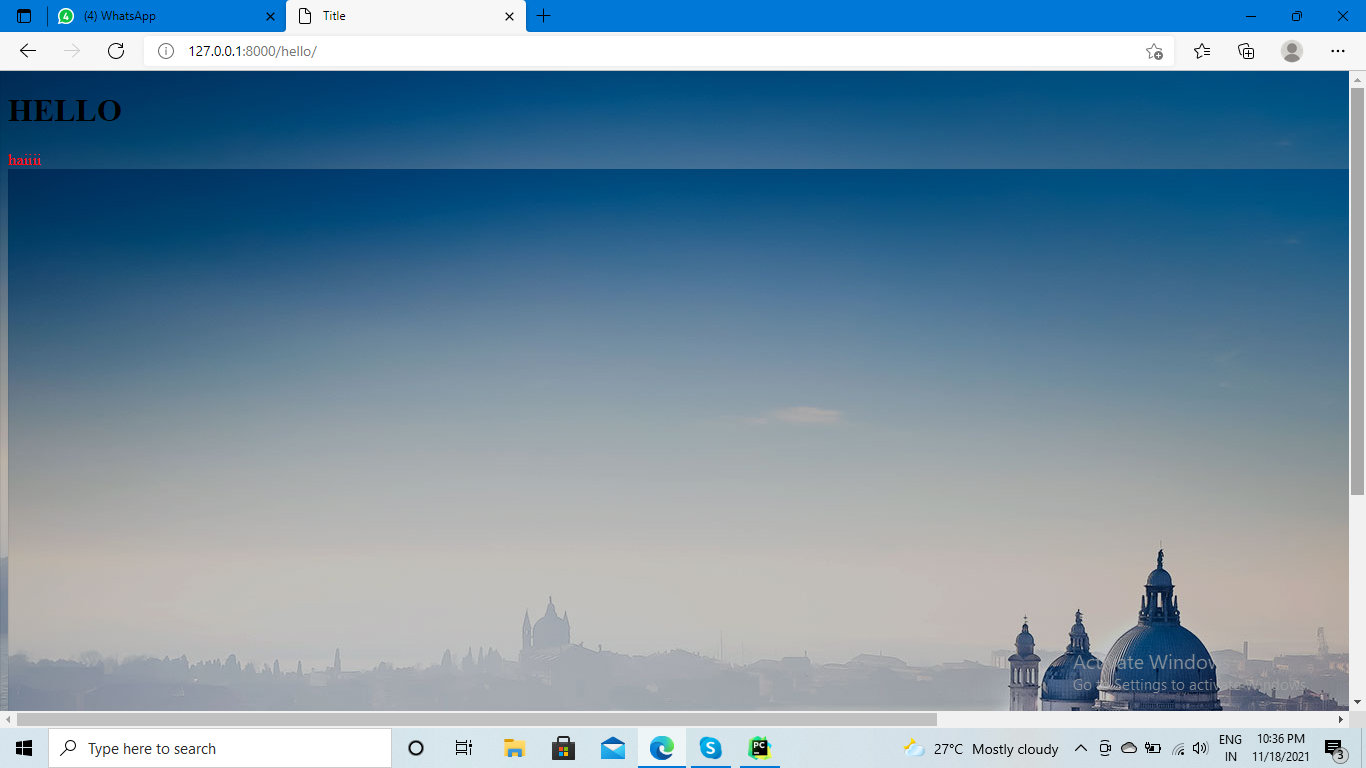 (4) WhatsApp
Title
127.0.0.1:8000/hello/
HELLO
haiiii
Activate Windows
Go to Settings to activate Windows.
Type here to search
PC
27°C Mostly cloudy
ENG
IN
10:36 PM
11/18/2021
3